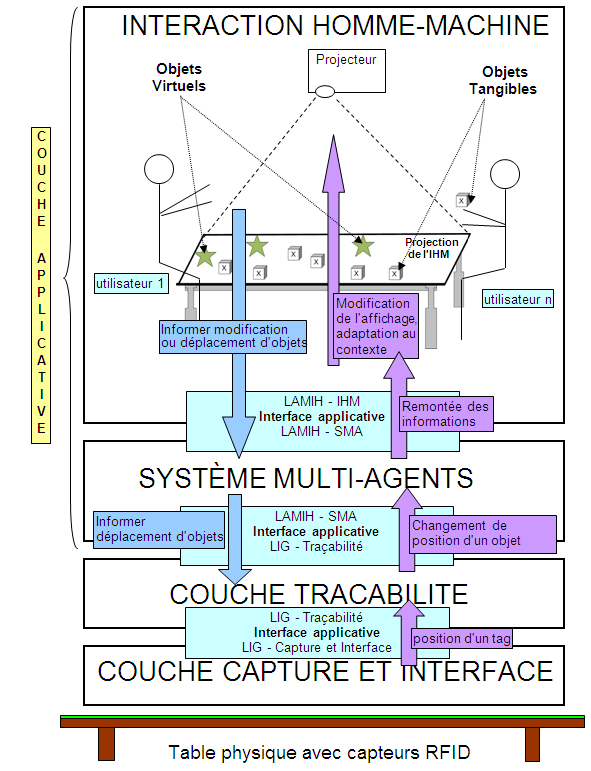 INTERACTION HOMME-MACHINE
Projecteur
Objets
Virtuels
Objets
Tangibles
COUCHE APPLICATIVE
X
X
X
X
X
X
X
Projection
de l'IHM
utilisateur 1
utilisateur n
Informer modification
ou déplacement d'objets
Modification
de l'affichage,
adaptation au
contexte
LAMIH - IHM
Interface applicative
LAMIH - SMA
Remontée des
informations
SYSTÈME MULTI-AGENTS
Informer
déplacement d'objets
LAMIH - SMA
Interface applicative
LIG - Traçabilité
Changement de
position d'un objet
COUCHE TRACABILITE
LIG - Traçabilité
Interface applicative
LIG - Capture et Interface
position d'un tag
COUCHE CAPTURE ET INTERFACE
Table physique avec capteurs RFID